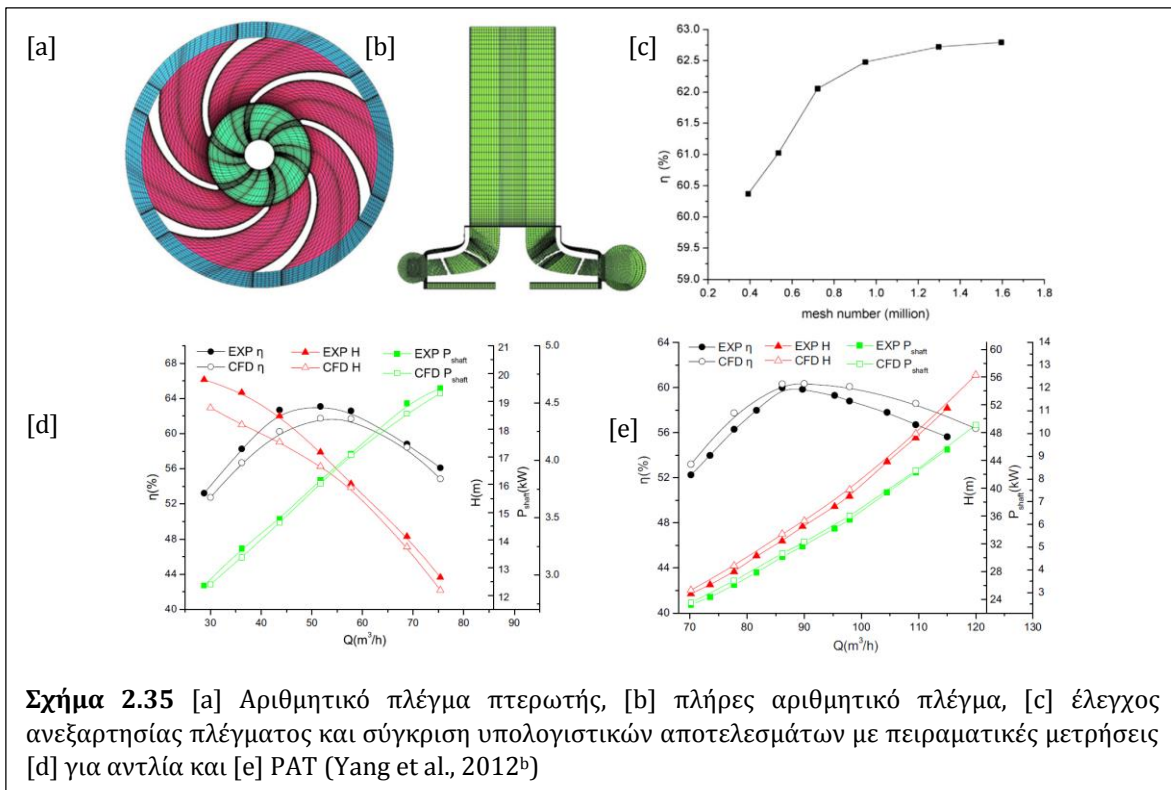 [a]
[b]
[c]
63.0
62.5
62.0
61.5
61.0
60.5
60.0
59.5
59.0
η (%)
0.2 0.4 0.6 0.8 1.0 1.2 1.4 1.6 1.8
mesh number (million)
[d]
EXP η EXP H EXP P shaft
CFD η CFD H CFD P shaft
68
64
60
56
52
48
44
40
η(%)
21
20
19
18
17
16
15
14
13
12
H(m)
5.0
4.5
4.0
3.5
3.0
P shaft(kW)
30 40 50 60 70 80 90
Q(m³/h)
[e]
EXP η EXP H EXP P shaft
CFD η CFD H CFD P shaft
64
60
56
52
48
44
40
η(%)
60
56
52
48
44
40
36
32
28
24
H(m)
14
13
12
11
10
9
8
7
6
5
4
3
P shaft(kW)
70 80 90 100 110 120 130
Q(m³/h)
Σχήμα 2.35 [a] Αριθμητικό πλέγμα πτερωτής, [b] πλήρες αριθμητικό πλέγμα, [c] έλεγχος
ανεξαρτησίας πλέγματος και σύγκριση υπολογιστικών αποτελεσμάτων με πειραματικές μετρήσεις
[d] για αντλία και [e] PAT (Yang et al., 2012ᵇ)